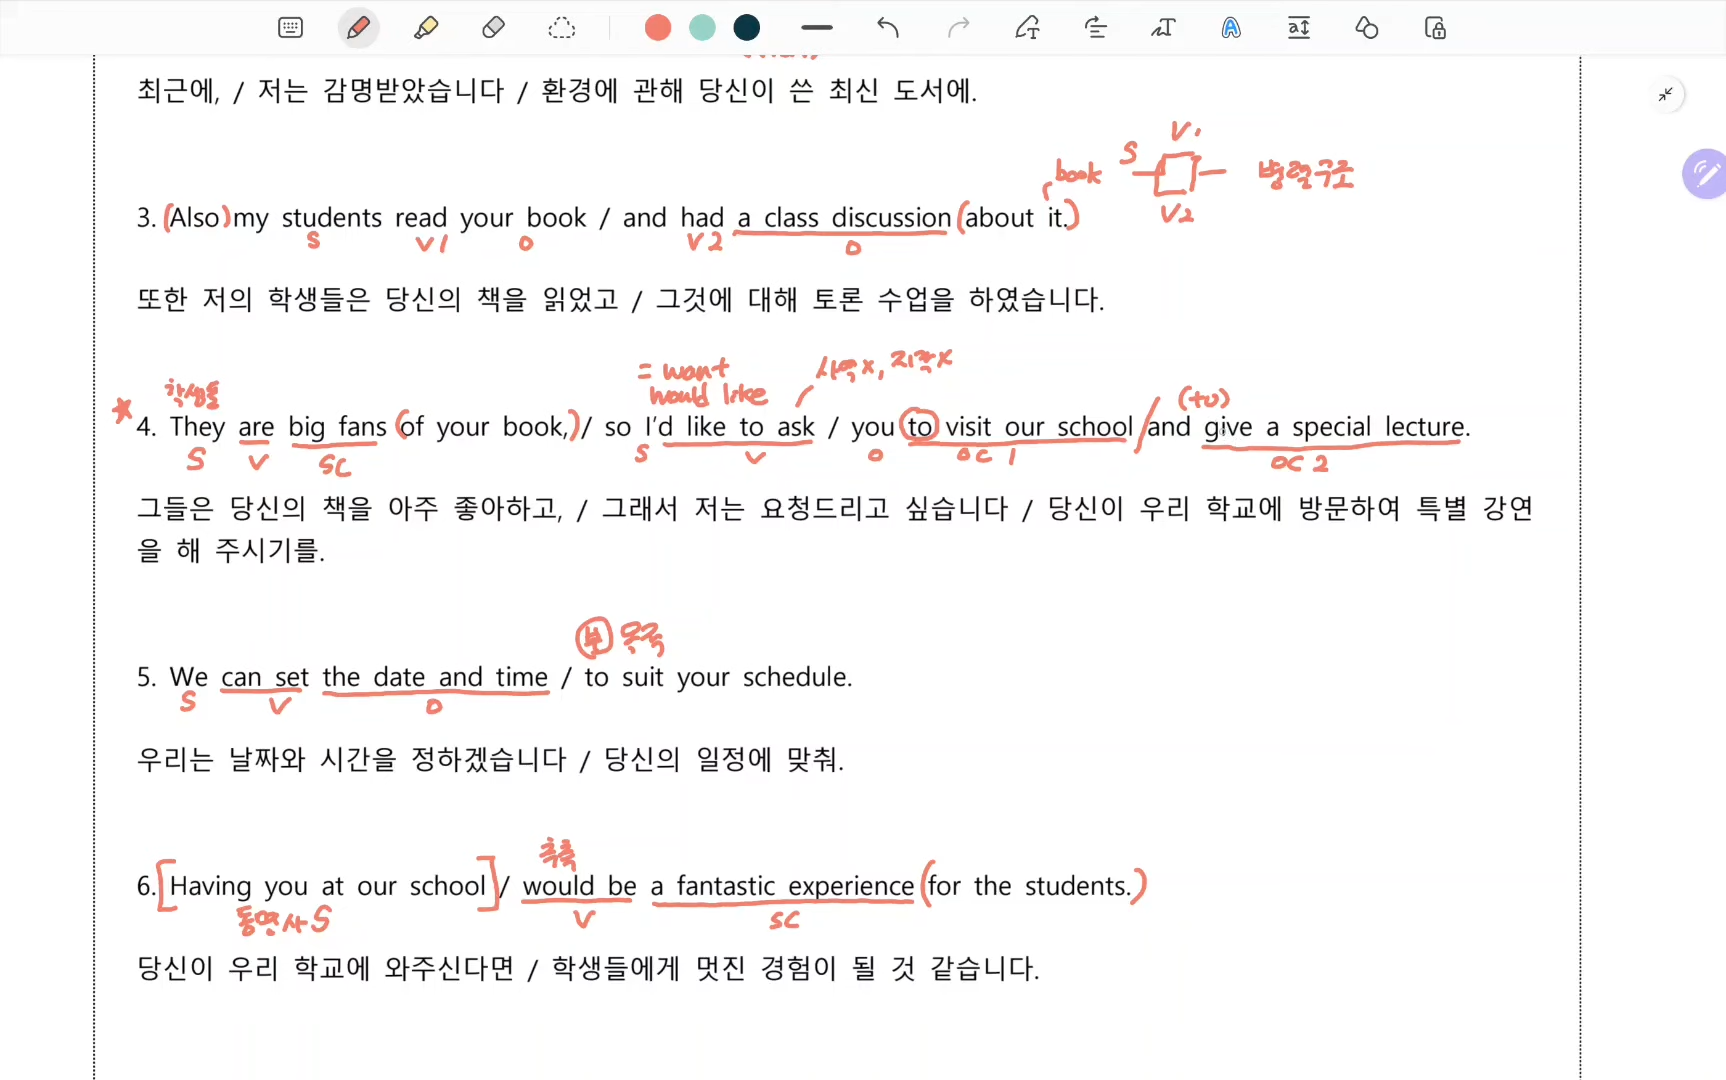 최근에, / 저는 감명받았습니다 / 환경에 관해 당신이 쓴 최신 도서에.
V1
book S 병렬구조
V2
3. (Also) my students read your book / and had a class discussion (about it.)
S V1 O V2 O
또한 저의 학생들은 당신의 책을 읽었고 / 그것에 대해 토론 수업을 하였습니다.
= want 사역x, 지각x
학생들 would like (to)
★ 4. They are big fans (of your book,) / so I'd like to ask / you to visit our school / and give a special lecture.
S V SC S V O OC 1 OC 2
그들은 당신의 책을 아주 좋아하고, / 그래서 저는 요청드리고 싶습니다 / 당신이 우리 학교에 방문하여 특별 강연
을 해 주시기를.
부 목적
5. We can set the date and time / to suit your schedule.
S V O
우리는 날짜와 시간을 정하겠습니다 / 당신의 일정에 맞춰.
추측
6. [Having you at our school] / would be a fantastic experience (for the students.)
동명사 S V SC
당신이 우리 학교에 와주신다면 / 학생들에게 멋진 경험이 될 것 같습니다.